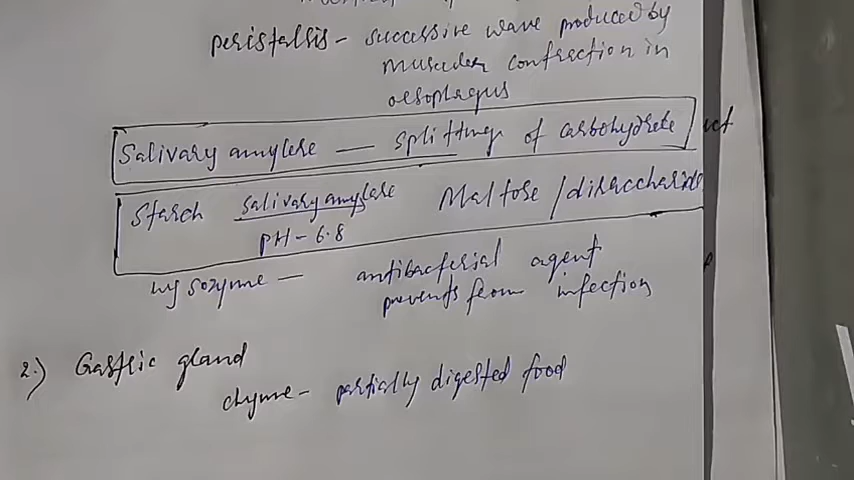 peristalsis - successive wave produced by
muscular contraction in
oesophagus
Salivary amylase — splitting of carbohydrate
Starch salivary amylase Maltose / disaccharide
PH - 6.8
lysozyme — antibacterial agent
prevents from infection
2.) Gastric gland
chyme - partially digested food